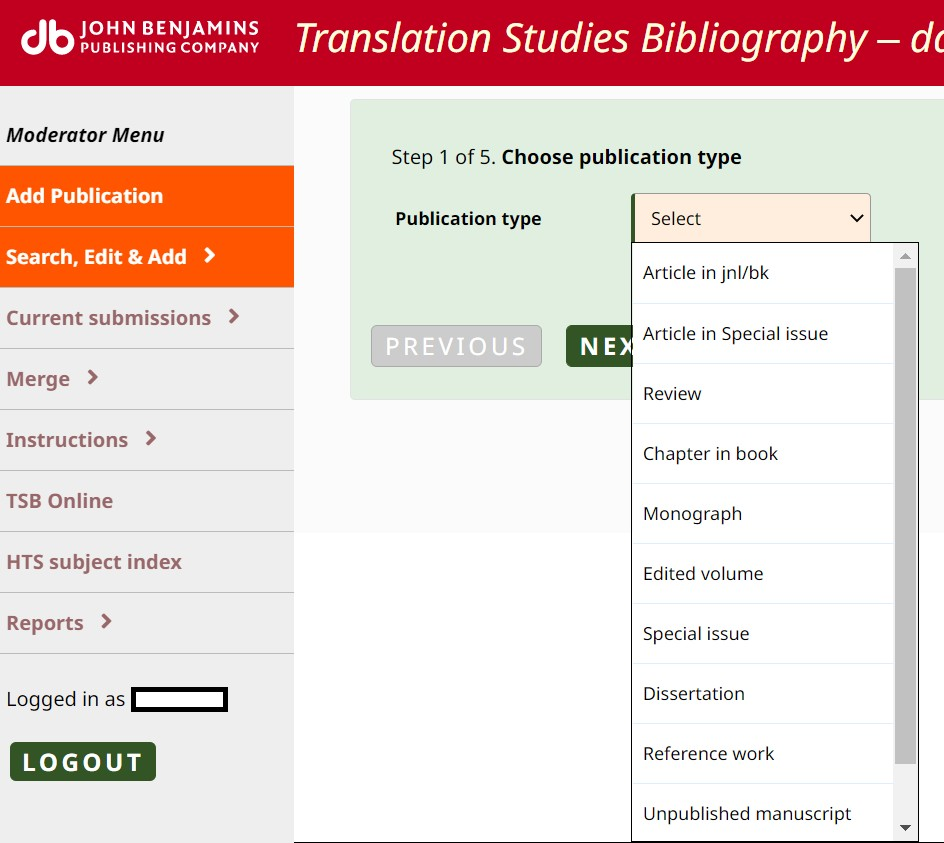 JOHN BENJAMINS
PUBLISHING COMPANY
Translation Studies Bibliography –
Moderator Menu
Add Publication
Search, Edit & Add
Current submissions
Merge
Instructions
TSB Online
HTS subject index
Reports
Logged in as
LOGOUT
Step 1 of 5. Choose publication type
Publication type
Select
Article in jnl/bk
Article in Special issue
Review
Chapter in book
Monograph
Edited volume
Special issue
Dissertation
Reference work
Unpublished manuscript
PREVIOUS
NEX